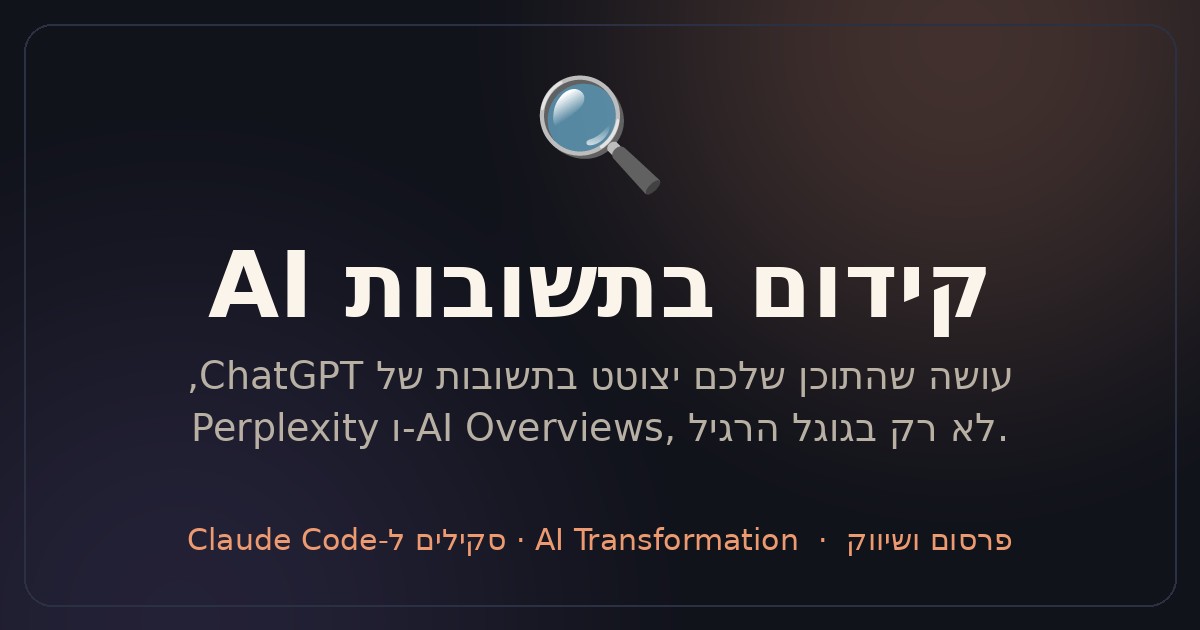 קידום בתשובות AI
עושה שהתוכן שלכם יצוטט בתשובות של ChatGPT,
Perplexity ו-AI Overviews, לא רק בגוגל הרגיל.
פרסום ושיווק · AI Transformation · סקילים ל-Claude Code